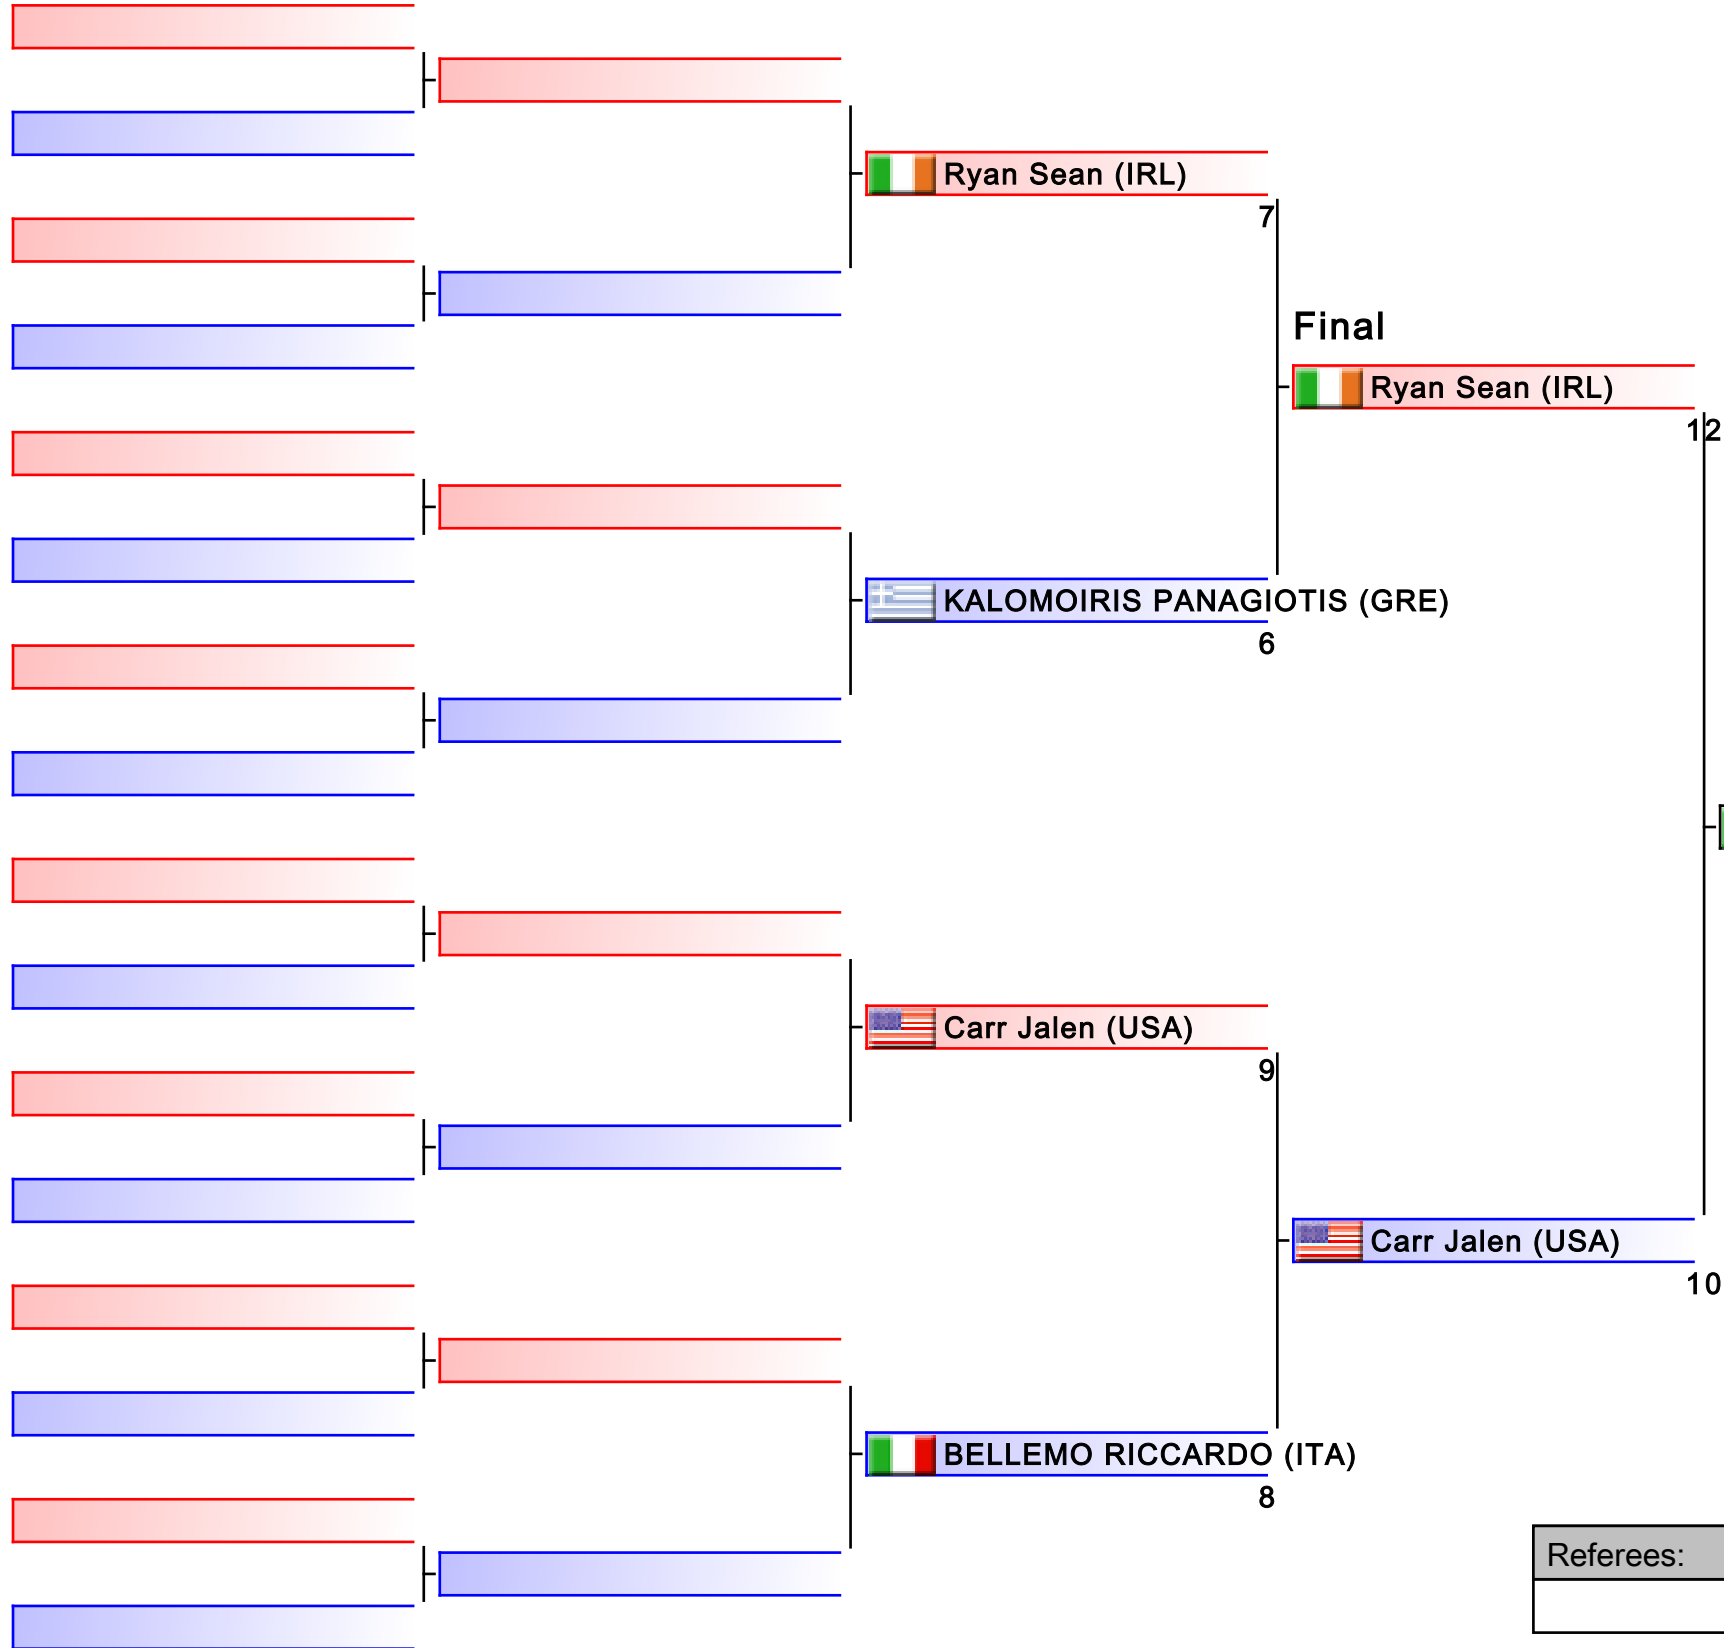 Ryan Sean (IRL)
7
Final
Ryan Sean (IRL)
12
KALOMOIRIS PANAGIOTIS (GRE)
6
Carr Jalen (USA)
9
Carr Jalen (USA)
10
BELLEMO RICCARDO (ITA)
8
Referees: